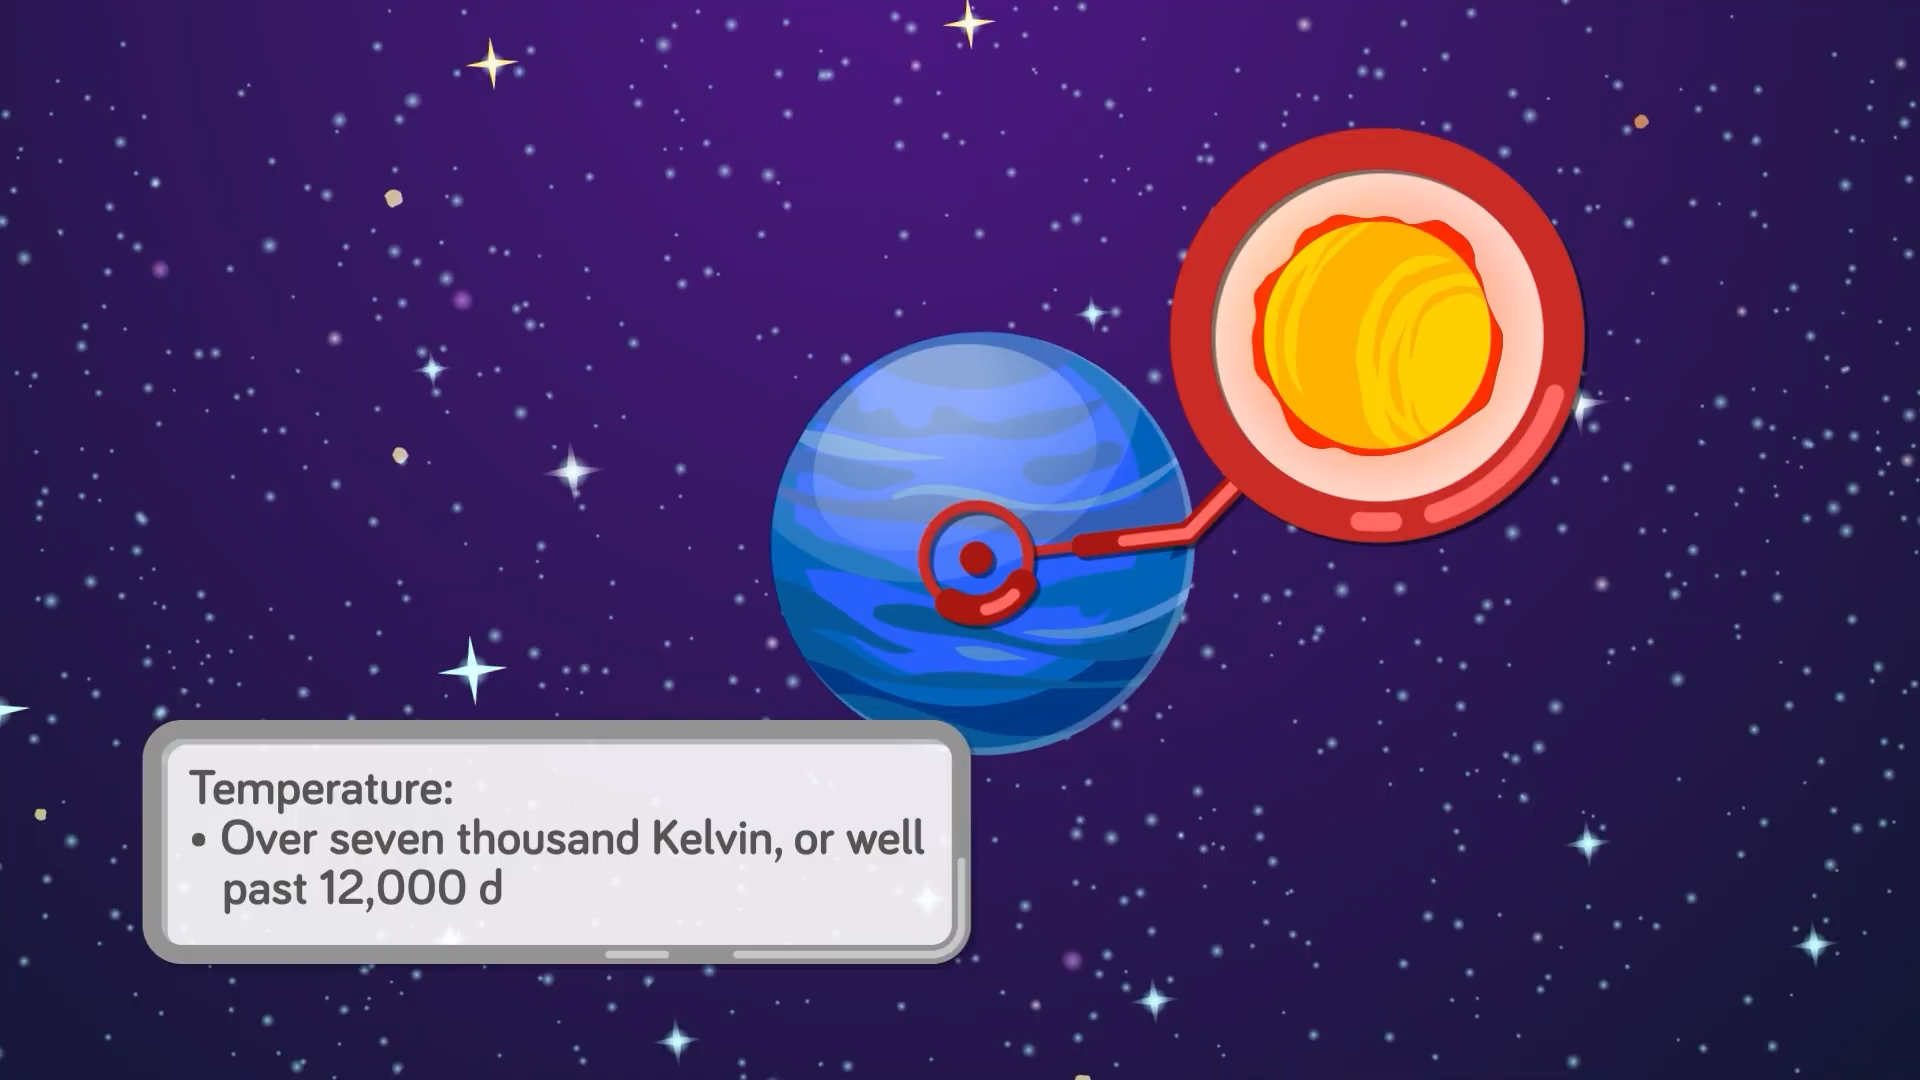 Temperature:
• Over seven thousand Kelvin, or well
past 12,000 d